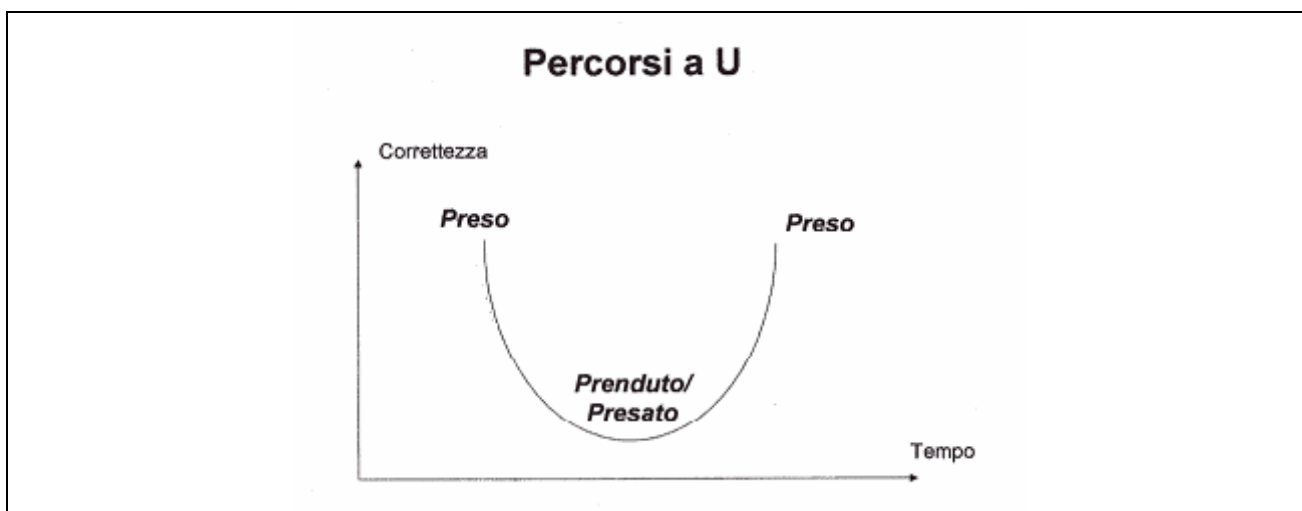 Percorsi a U
Correttezza
Preso
Preso
Prenduto/
Presato
Tempo